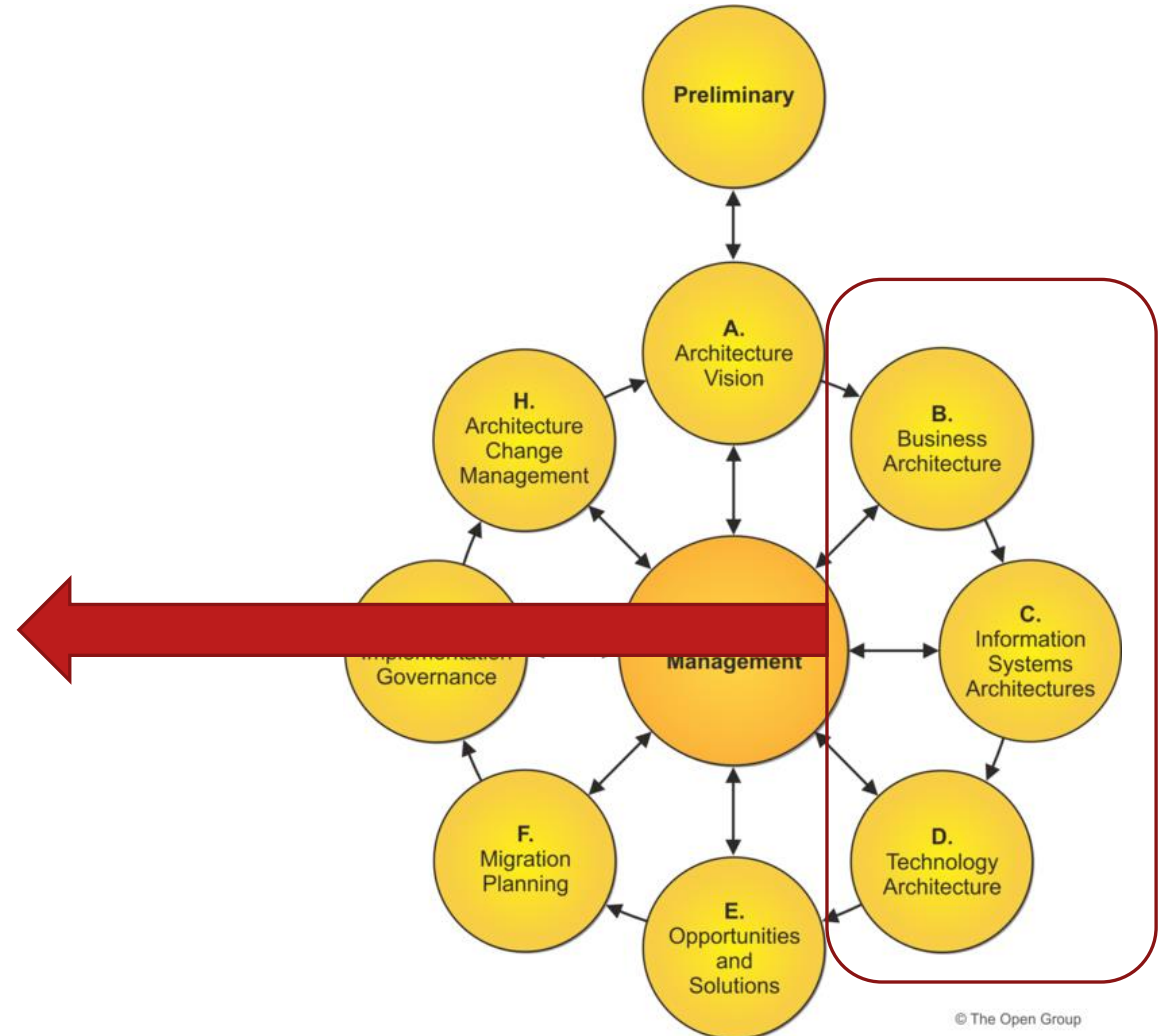 Preliminary
A.
Architecture
Vision
B.
Business
Architecture
H.
Architecture
Change
Management
C.
Information
Systems
Architectures
Implementation
Governance
Management
D.
Technology
Architecture
F.
Migration
Planning
E.
Opportunities
and
Solutions
© The Open Group